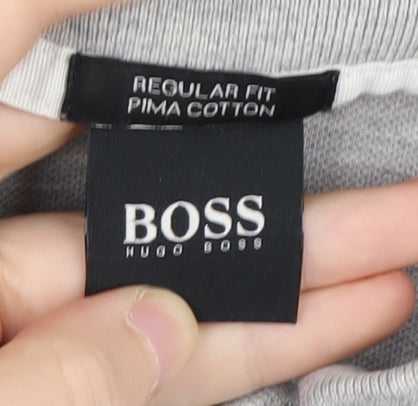 REGULAR FIT
PIMA COTTON
BOSS
HUGO BOSS